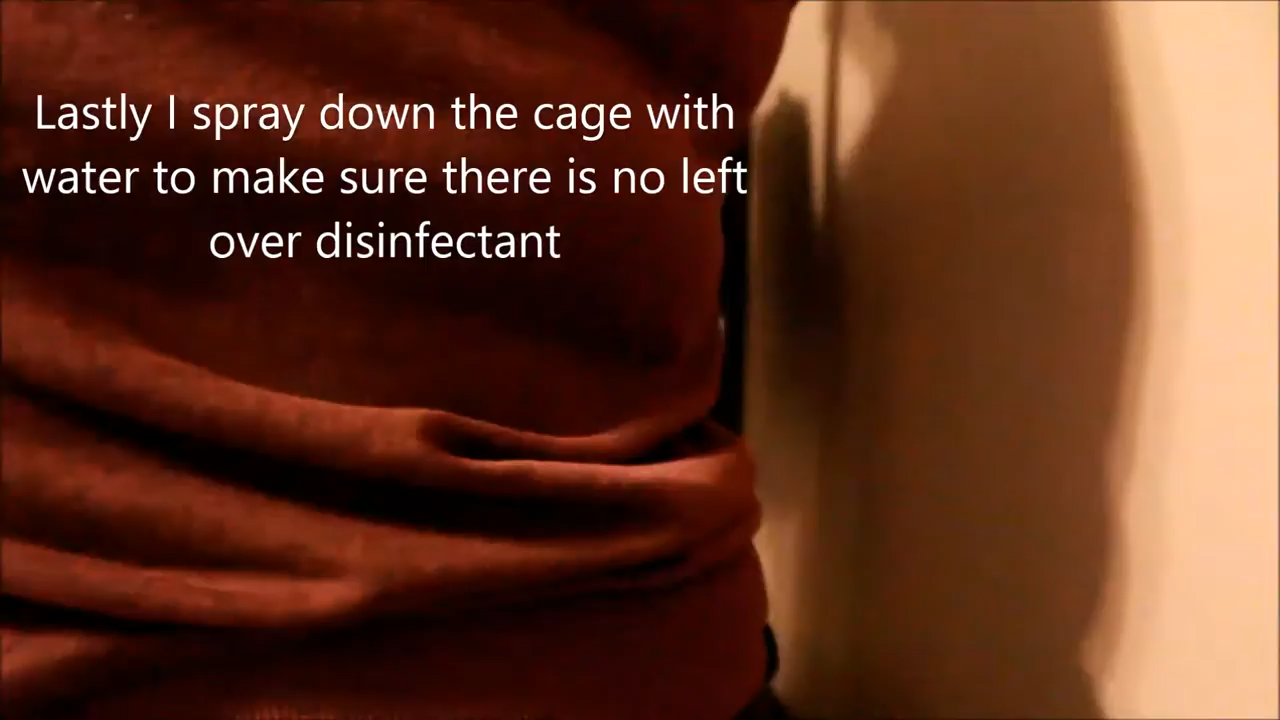 Lastly I spray down the cage with
water to make sure there is no left
over disinfectant